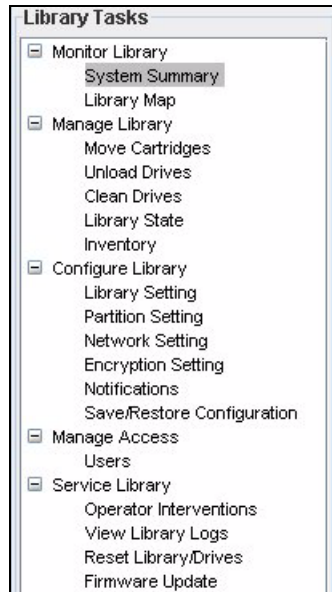 Library Tasks
Monitor Library
System Summary
Library Map
Manage Library
Move Cartridges
Unload Drives
Clean Drives
Library State
Inventory
Configure Library
Library Setting
Partition Setting
Network Setting
Encryption Setting
Notifications
Save/Restore Configuration
Manage Access
Users
Service Library
Operator Interventions
View Library Logs
Reset Library/Drives
Firmware Update